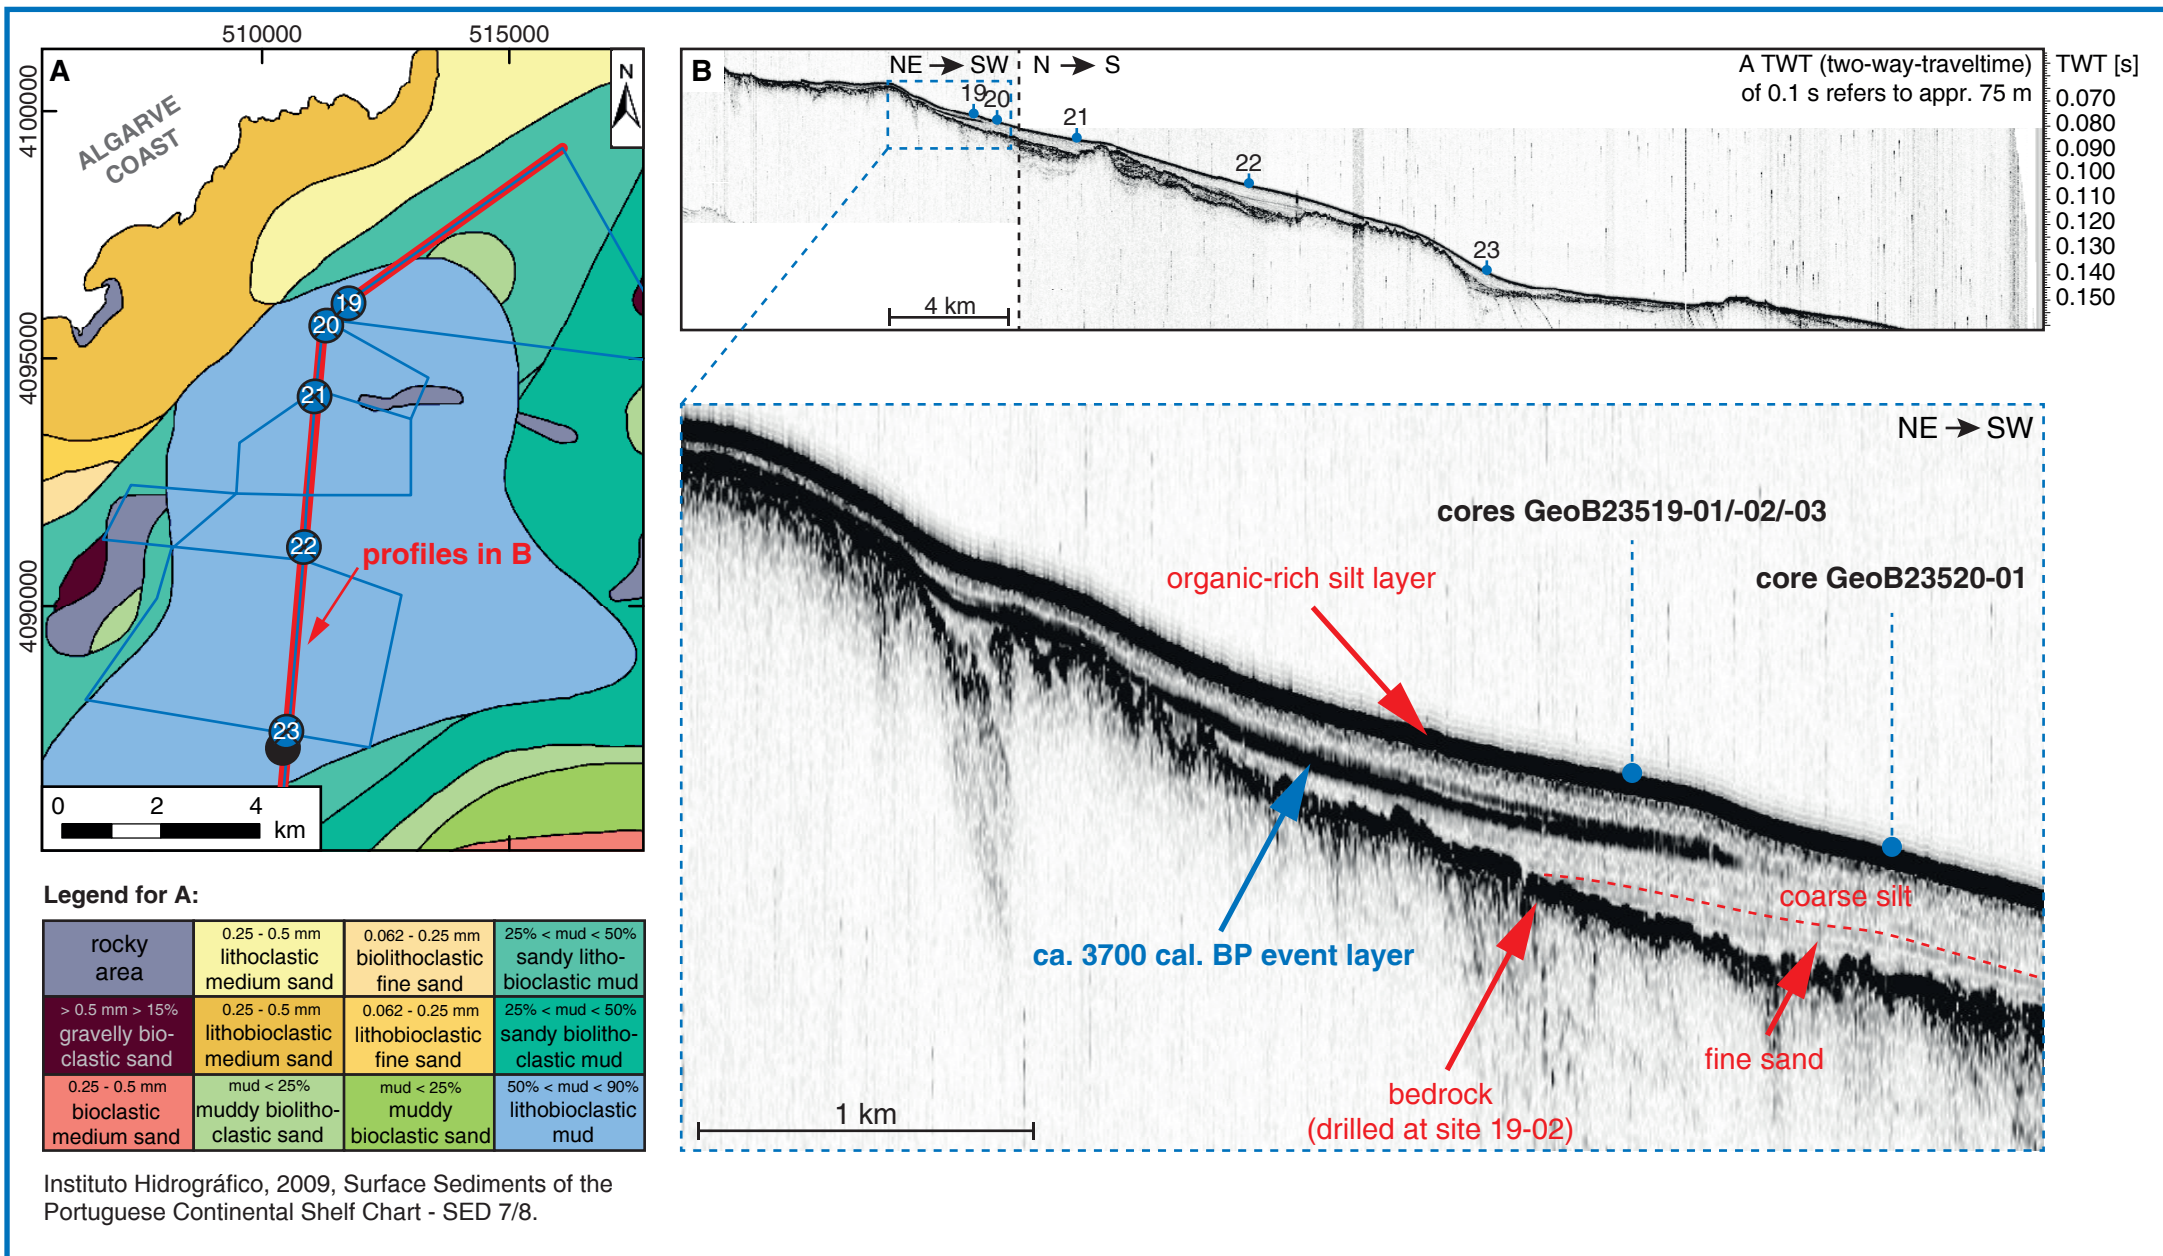 510000
515000
A
N
4100000
4095000
4090000
ALGARVE
COAST
19
20
21
22
profiles in B
23
0
2
4
km
Legend for A:
rocky
area
0.25 - 0.5 mm
lithoclastic
medium sand
0.062 - 0.25 mm
biolithoclastic
fine sand
25% < mud < 50%
sandy litho-
bioclastic mud
> 0.5 mm > 15%
gravelly bio-
clastic sand
0.25 - 0.5 mm
lithobioclastic
medium sand
0.062 - 0.25 mm
lithobioclastic
fine sand
25% < mud < 50%
sandy biolitho-
clastic mud
0.25 - 0.5 mm
bioclastic
medium sand
mud < 25%
muddy biolitho-
clastic sand
mud < 25%
muddy
bioclastic sand
50% < mud < 90%
lithobioclastic
mud
Instituto Hidrográfico, 2009, Surface Sediments of the
Portuguese Continental Shelf Chart - SED 7/8.
B
NE → SW
N → S
A TWT (two-way-traveltime)
of 0.1 s refers to appr. 75 m
TWT [s]
0.070
0.080
0.090
0.100
0.110
0.120
0.130
0.140
0.150
19
20
21
22
23
4 km
NE → SW
cores GeoB23519-01/-02/-03
core GeoB23520-01
organic-rich silt layer
ca. 3700 cal. BP event layer
coarse silt
fine sand
bedrock
(drilled at site 19-02)
1 km